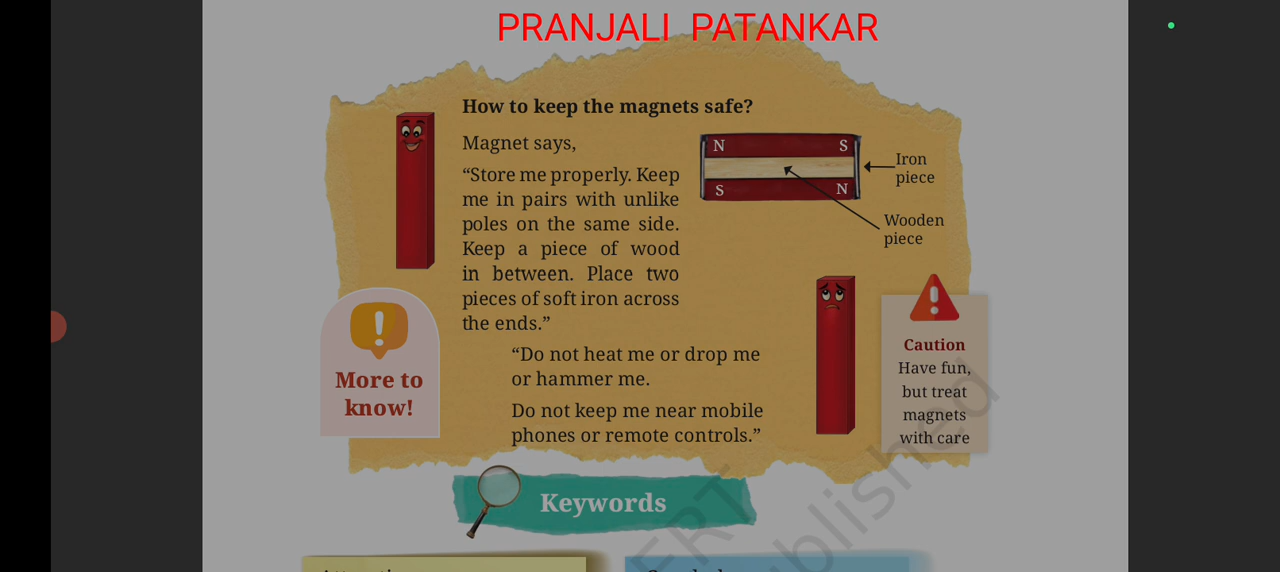 PRANJALI PATANKAR
How to keep the magnets safe?
Magnet says,
“Store me properly. Keep
me in pairs with unlike
poles on the same side.
Keep a piece of wood
in between. Place two
pieces of soft iron across
the ends.”
N S
S N
Iron
piece
Wooden
piece
“Do not heat me or drop me
or hammer me.
Do not keep me near mobile
phones or remote controls.”
More to
know!
Caution
Have fun,
but treat
magnets
with care
Keywords